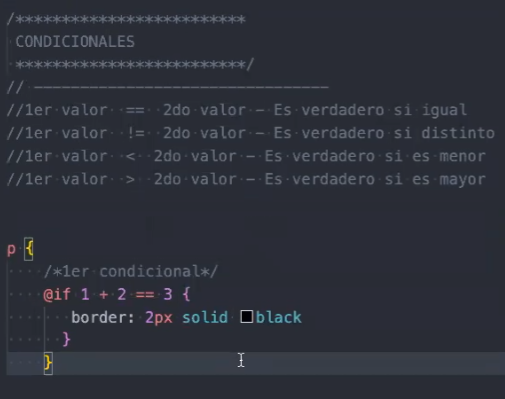 /*************************
CONDICIONALES
*************************/
// --------------------------------
//1er valor == 2do valor - Es verdadero si igual
//1er valor != 2do valor - Es verdadero si distinto
//1er valor < 2do valor - Es verdadero si es menor
//1er valor > 2do valor - Es verdadero si es mayor
p {
/*1er condicional*/
@if 1 + 2 == 3 {
border: 2px solid black
}
}